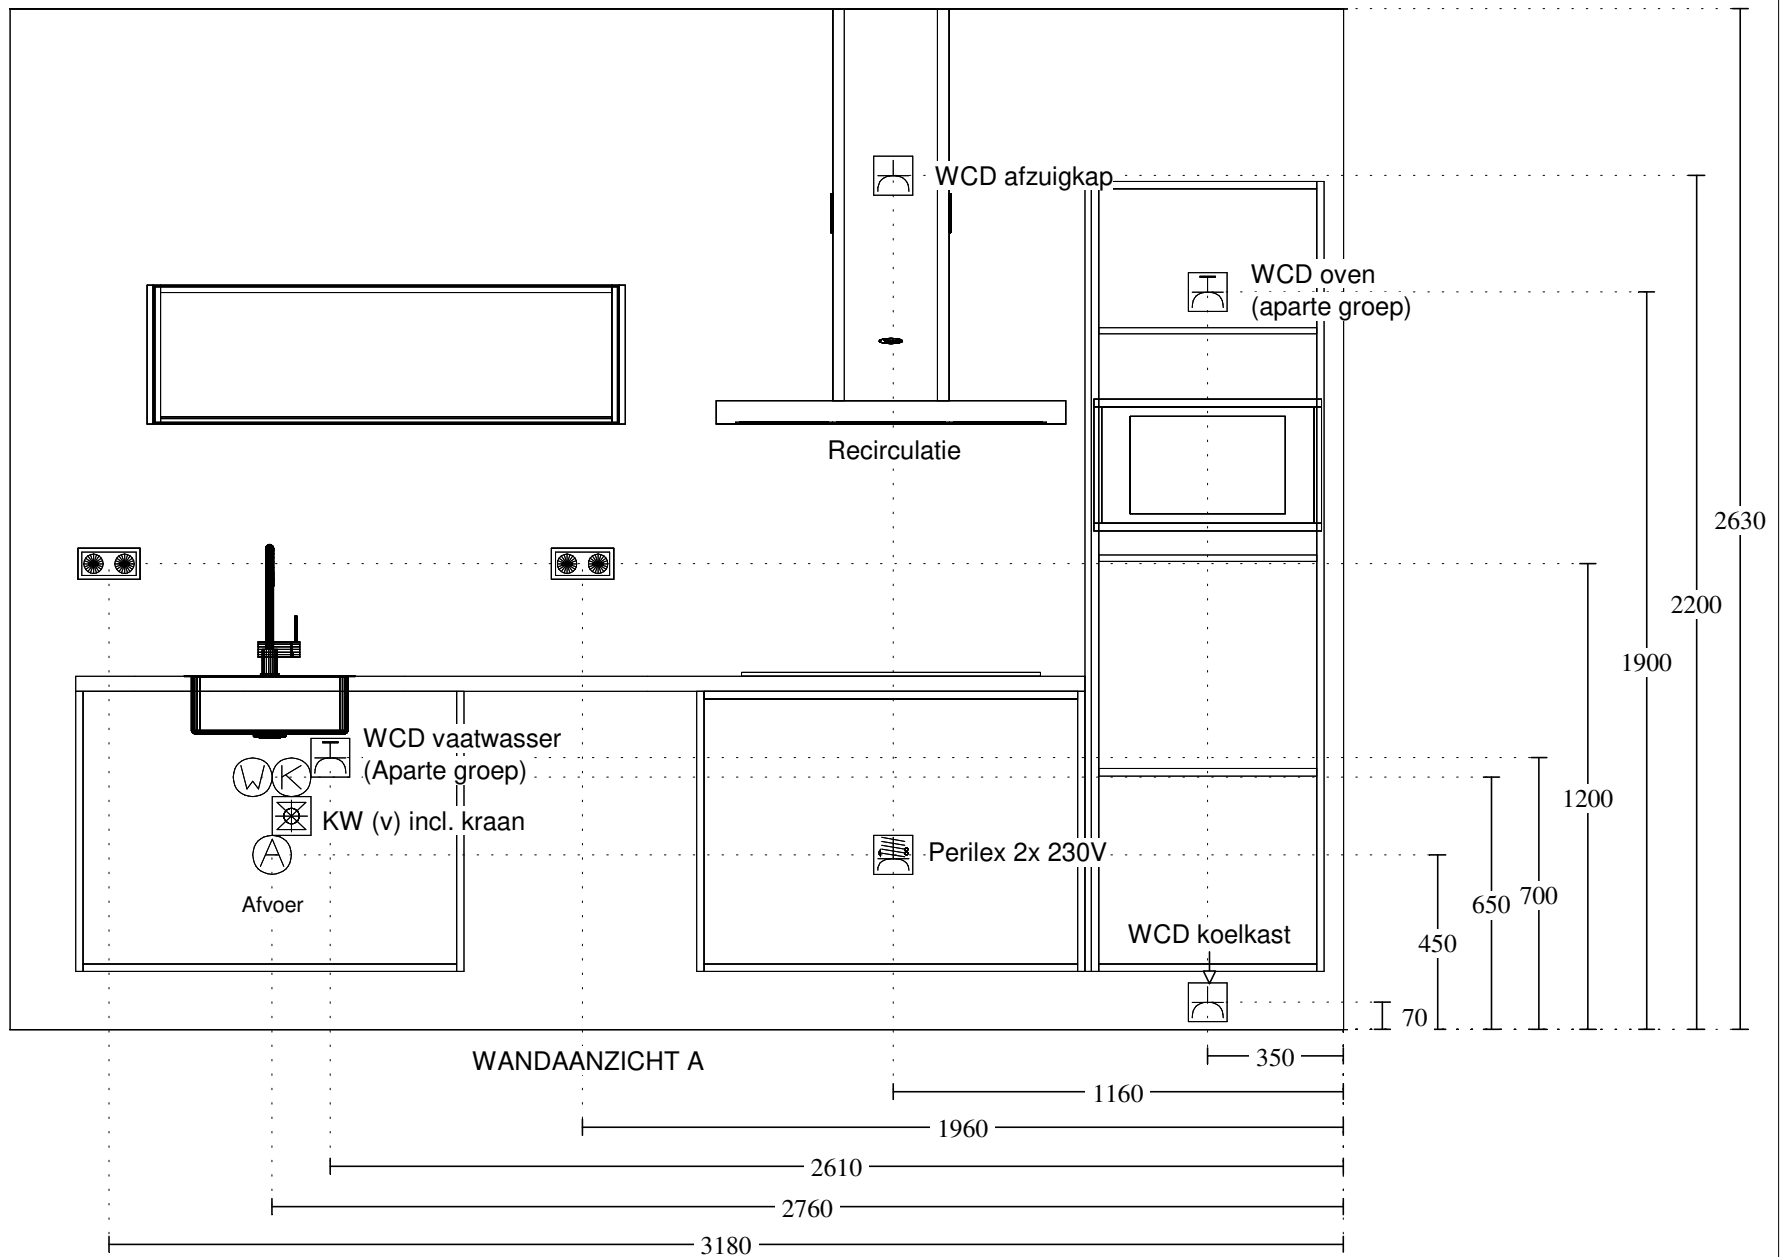 WCD afzuigkap
WCD oven
(aparte groep)
Recirculatie
2630
2200
1900
WCD vaatwasser
(Aparte groep)
W K
KW (v) incl. kraan
1200
A
Perilex 2x 230V
Afvoer
650
700
WCD koelkast
450
70
WANDAANZICHT A
350
1160
1960
2610
2760
3180